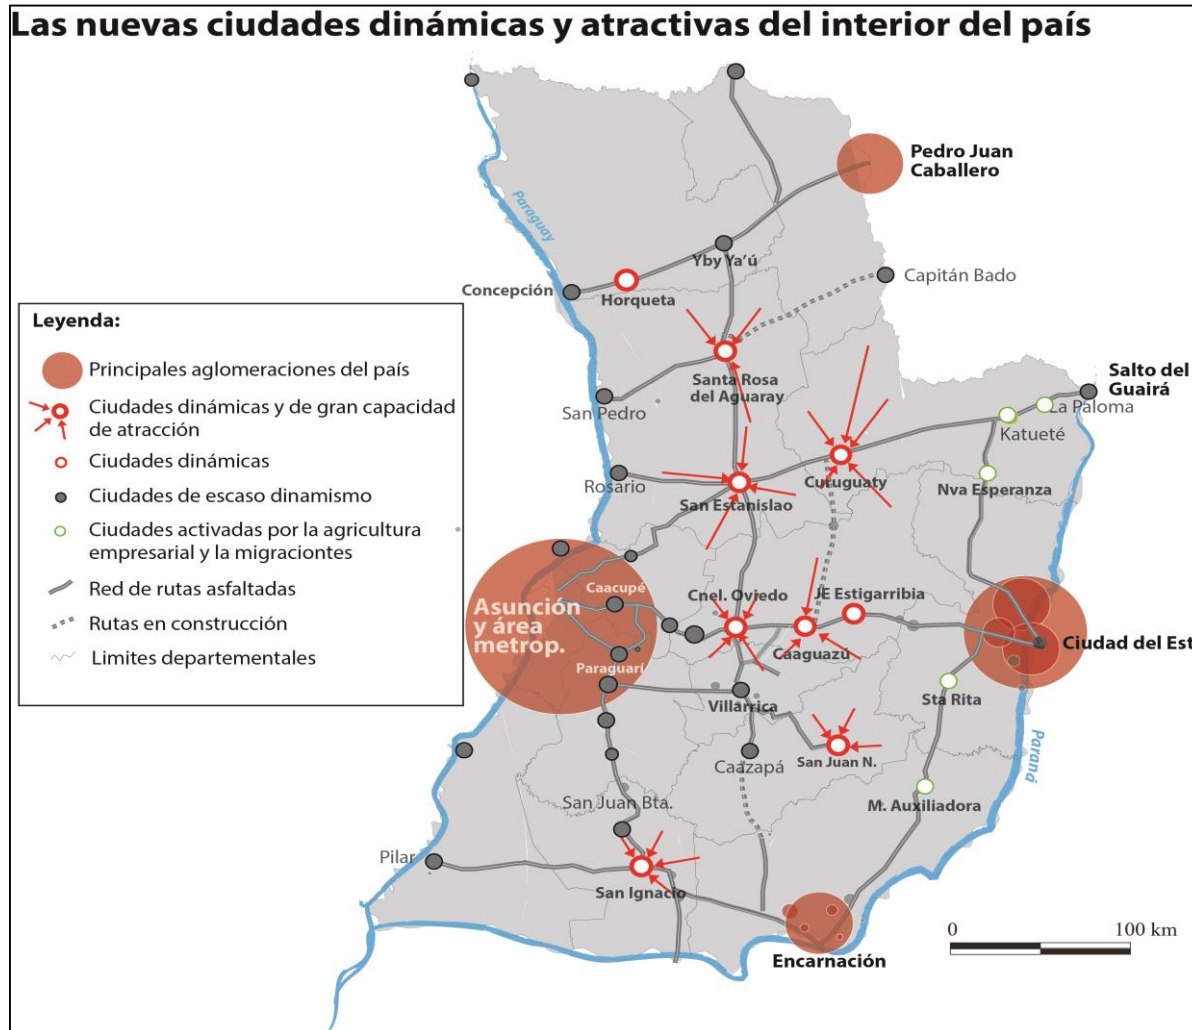 Las nuevas ciudades dinámicas y atractivas del interior del país
Pedro Juan
Caballero
Paraguay
Yby Ya'ú
Capitán Bado
Concepción
Horqueta
Leyenda:
Principales aglomeraciones del país
Ciudades dinámicas y de gran capacidad
de atracción
Ciudades dinámicas
Ciudades de escaso dinamismo
Ciudades activadas por la agricultura
empresarial y la migraciontes
Red de rutas asfaltadas
Rutas en construcción
Limites departementales
Santa Rosa
del Aguaray
San Pedro
Salto del
Guairá
La Paloma
Katueté
Rosario
San Estanislao
Curuguaty
Nva Esperanza
Caacupé
Asunción
y área
metrop.
Paraguarí
Cnel. Oviedo
JE Estigarribia
Caaguazú
Ciudad del Est
Villarrica
Sta Rita
Caazapá
San Juan N.
Paraná
San Juan Bta.
M. Auxiliadora
Pilar
San Ignacio
Encarnación
0 100 km